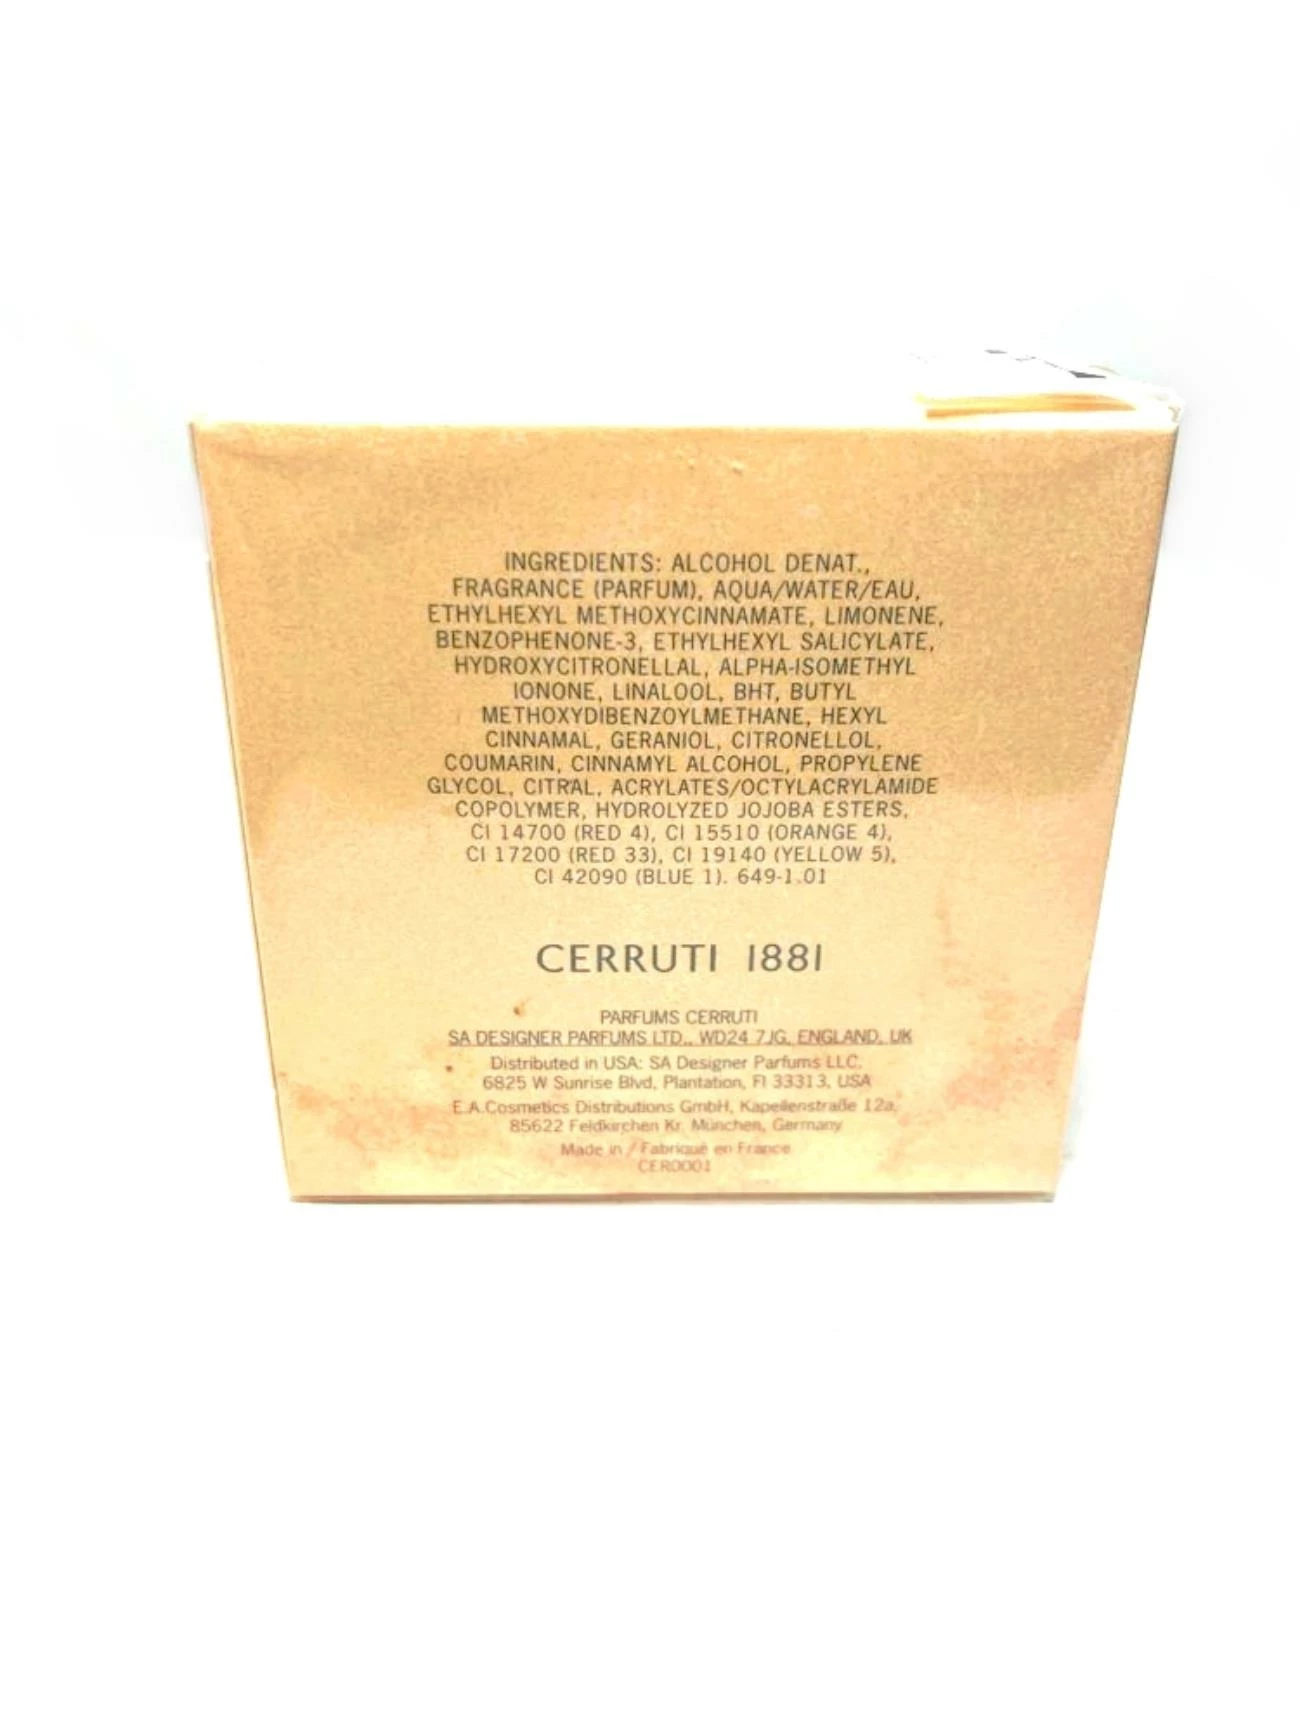 INGREDIENTS: ALCOHOL DENAT.,
FRAGRANCE (PARFUM), AQUA/WATER/EAU,
ETHYLHEXYL METHOXYCINNAMATE, LIMONENE,
BENZOPHENONE-3, ETHYLHEXYL SALICYLATE,
HYDROXYCITRONELLAL, ALPHA-ISOMETHYL
IONONE, LINALOOL, BHT, BUTYL
METHOXYDIBENZOYLMETHANE, HEXYL
CINNAMAL, GERANIOL, CITRONELLOL,
COUMARIN, CINNAMYL ALCOHOL, PROPYLENE
GLYCOL, CITRAL, ACRYLATES/OCTYLACRYLAMIDE
COPOLYMER, HYDROLYZED JOJOBA ESTERS,
CI 14700 (RED 4), CI 15510 (ORANGE 4),
CI 17200 (RED 33), CI 19140 (YELLOW 5),
CI 42090 (BLUE 1). 649-1.01
CERRUTI 1881
PARFUMS CERRUTI
SA DESIGNER PARFUMS LTD., WD24 7JG, ENGLAND, UK
Distributed in USA: SA Designer Parfums LLC.
6825 W Sunrise Blvd, Plantation, Fl 33313, USA
E.A.Cosmetics Distributions GmbH, Kapellenstraße 12a,
85622 Feldkirchen Kr. München, Germany
Made in / Fabriqué en France
CER0001